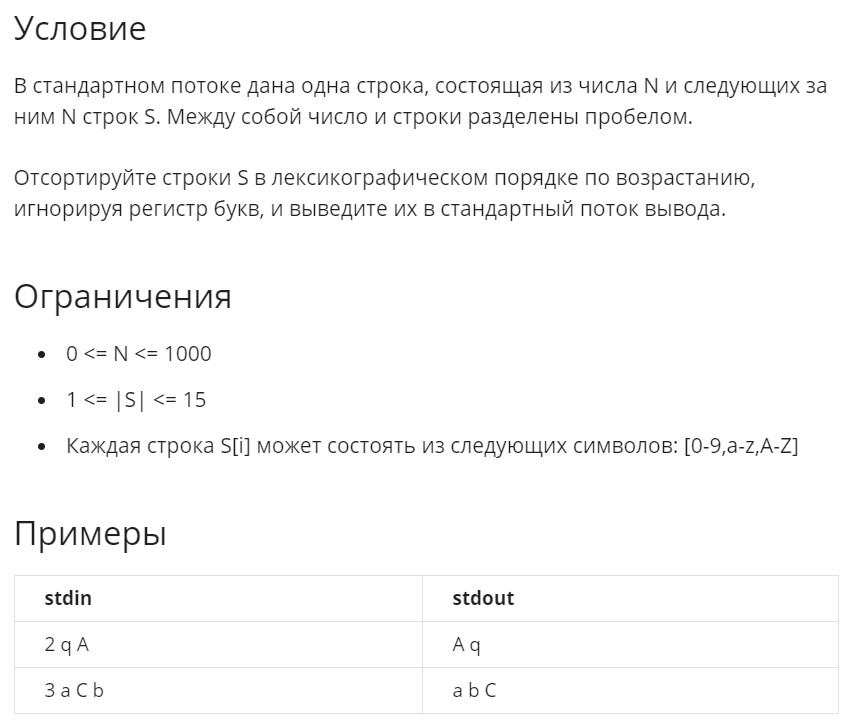 Условие
В стандартном потоке дана одна строка, состоящая из числа N и следующих за
ним N строк S. Между собой число и строки разделены пробелом.
Отсортируйте строки S в лексикографическом порядке по возрастанию,
игнорируя регистр букв, и выведите их в стандартный поток вывода.
Ограничения
• 0 <= N <= 1000
• 1 <= |S| <= 15
• Каждая строка S[i] может состоять из следующих символов: [0-9,a-z,A-Z]
Примеры
stdin stdout
2 q A A q
3 a C b a b C